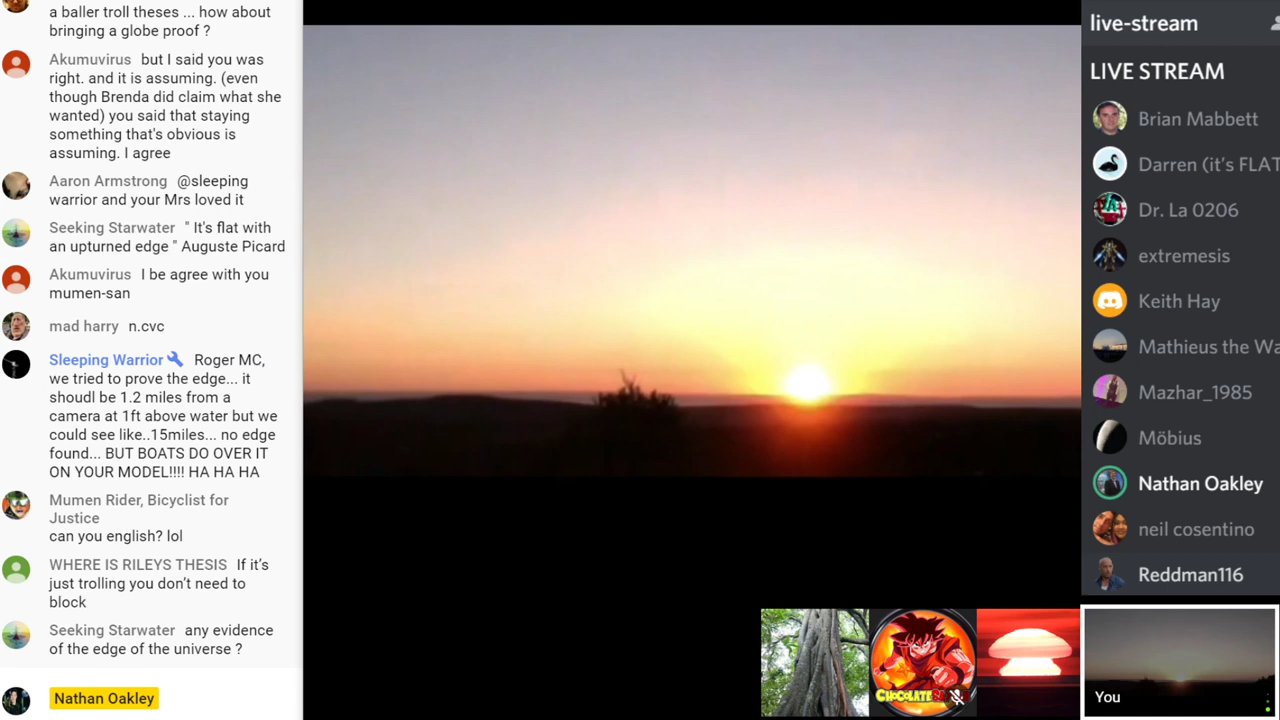 a baller troll theses ... how about
bringing a globe proof ?
Akumuvirus but I said you was
right. and it is assuming. (even
though Brenda did claim what she
wanted) you said that staying
something that's obvious is
assuming. I agree
Aaron Armstrong @sleeping
warrior and your Mrs loved it
Seeking Starwater " It's flat with
an upturned edge " Auguste Picard
Akumuvirus I be agree with you
mumen-san
mad harry n.cvc
Sleeping Warrior Roger MC,
we tried to prove the edge... it
shoudl be 1.2 miles from a
camera at 1ft above water but we
could see like..15miles... no edge
found... BUT BOATS DO OVER IT
ON YOUR MODEL!!!! HA HA HA
Mumen Rider, Bicyclist for
Justice
can you english? lol
WHERE IS RILEYS THESIS If it's
just trolling you don't need to
block
Seeking Starwater any evidence
of the edge of the universe ?
Nathan Oakley
live-stream
LIVE STREAM
Brian Mabbett
Darren (it's FLAT
Dr. La 0206
extremesis
Keith Hay
Mathieus the Wa
Mazhar_1985
Möbius
Nathan Oakley
neil cosentino
Reddman116
You